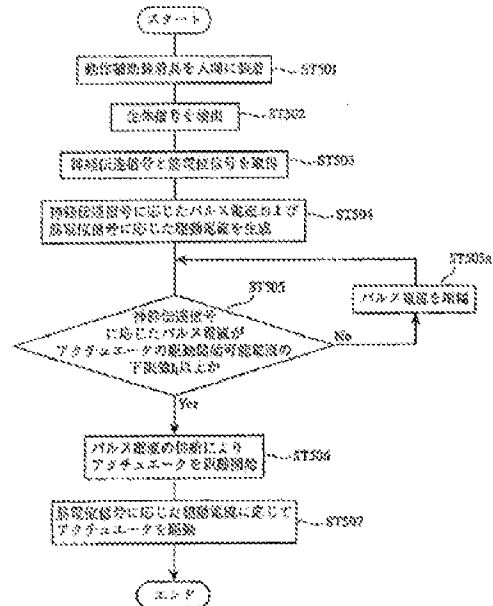 スタート
動作補助装着具を人間に装着
ST501
生体信号を検出
ST502
神経伝達信号と筋電位信号を取得
ST503
神経伝達信号に応じたパルス電流および
筋電位信号に応じた駆動電流を生成
ST504
ST505a
パルス電流を増幅
ST505
神経伝達信号
に応じたパルス電流が
アクチュエータの駆動開始可能電流の
下限値h以上か
No
Yes
パルス電流の供給により
アクチュエータを駆動開始
ST506
筋電位信号に応じた駆動電流に応じて
アクチュエータを駆動
ST507
エンド